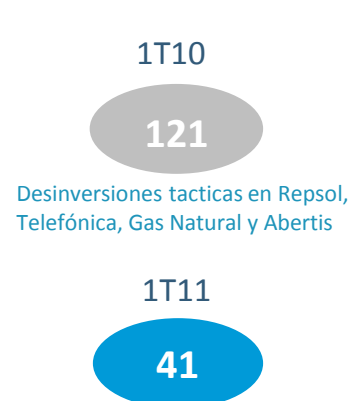 1T10
121
Desinversiones tacticas en Repsol,
Telefónica, Gas Natural y Abertis
1T11
41